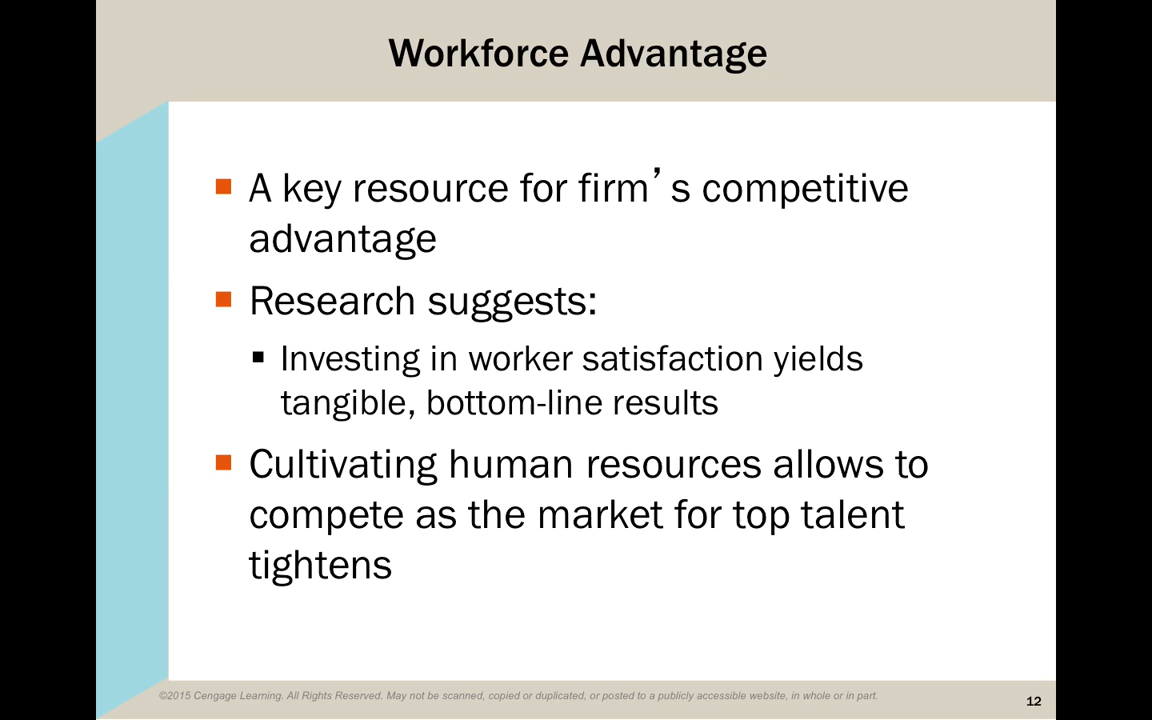 Workforce Advantage
A key resource for firm’s competitive
advantage
Research suggests:
Investing in worker satisfaction yields
tangible, bottom-line results
Cultivating human resources allows to
compete as the market for top talent
tightens
©2015 Cengage Learning. All Rights Reserved. May not be scanned, copied or duplicated, or posted to a publicly accessible website, in whole or in part.
12